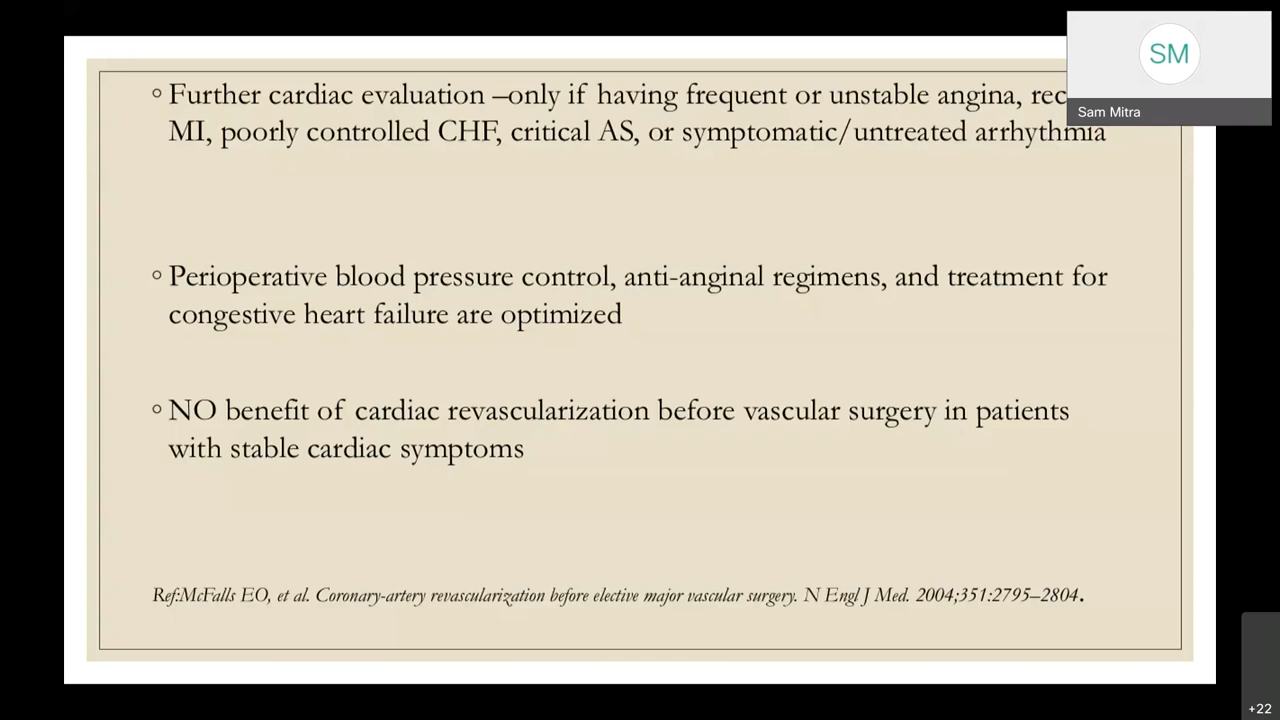 ◦ Further cardiac evaluation –only if having frequent or unstable angina,
MI, poorly controlled CHF, critical AS, or symptomatic/untreated arrhythmia
◦ Perioperative blood pressure control, anti-anginal regimens, and treatment for
congestive heart failure are optimized
◦ NO benefit of cardiac revascularization before vascular surgery in patients
with stable cardiac symptoms
Ref:McFalls EO, et al. Coronary-artery revascularization before elective major vascular surgery. N Engl J Med. 2004;351:2795–2804.
SM
Sam Mitra
+22